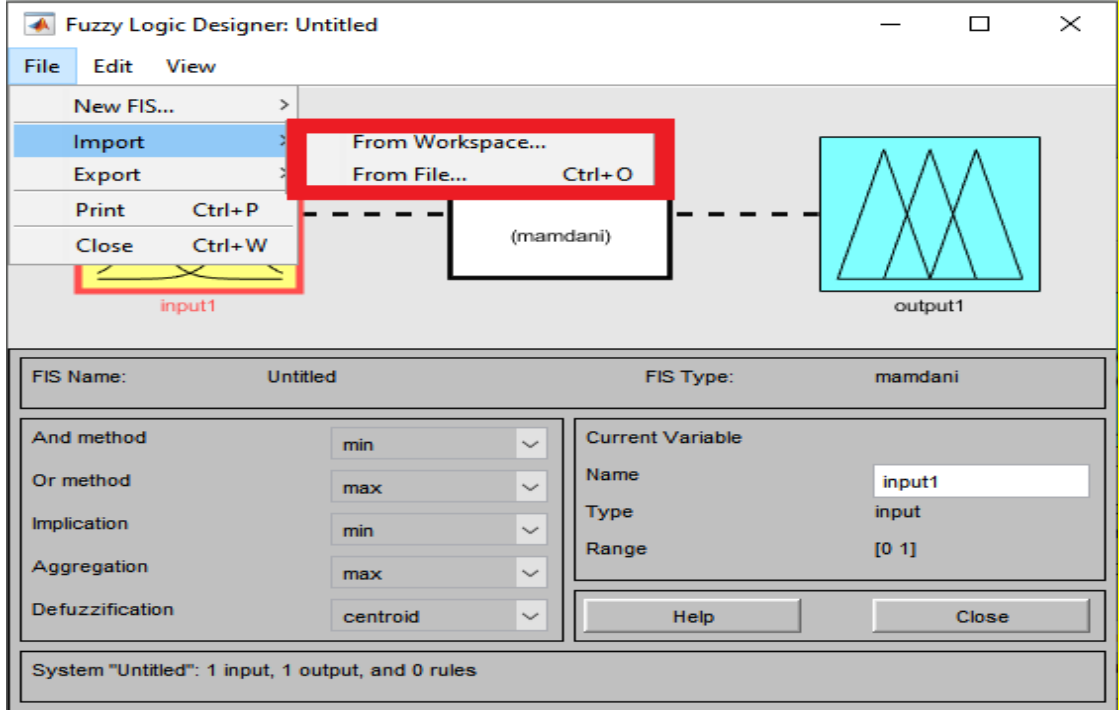 Fuzzy Logic Designer: Untitled
File Edit View
New FIS... >
Import > From Workspace...
Export > From File... Ctrl+O
Print Ctrl+P
Close Ctrl+W
(mamdani)
input1 output1
FIS Name: Untitled FIS Type: mamdani
And method min
Or method max
Implication min
Aggregation max
Defuzzification centroid
Current Variable
Name input1
Type input
Range [0 1]
Help Close
System "Untitled": 1 input, 1 output, and 0 rules